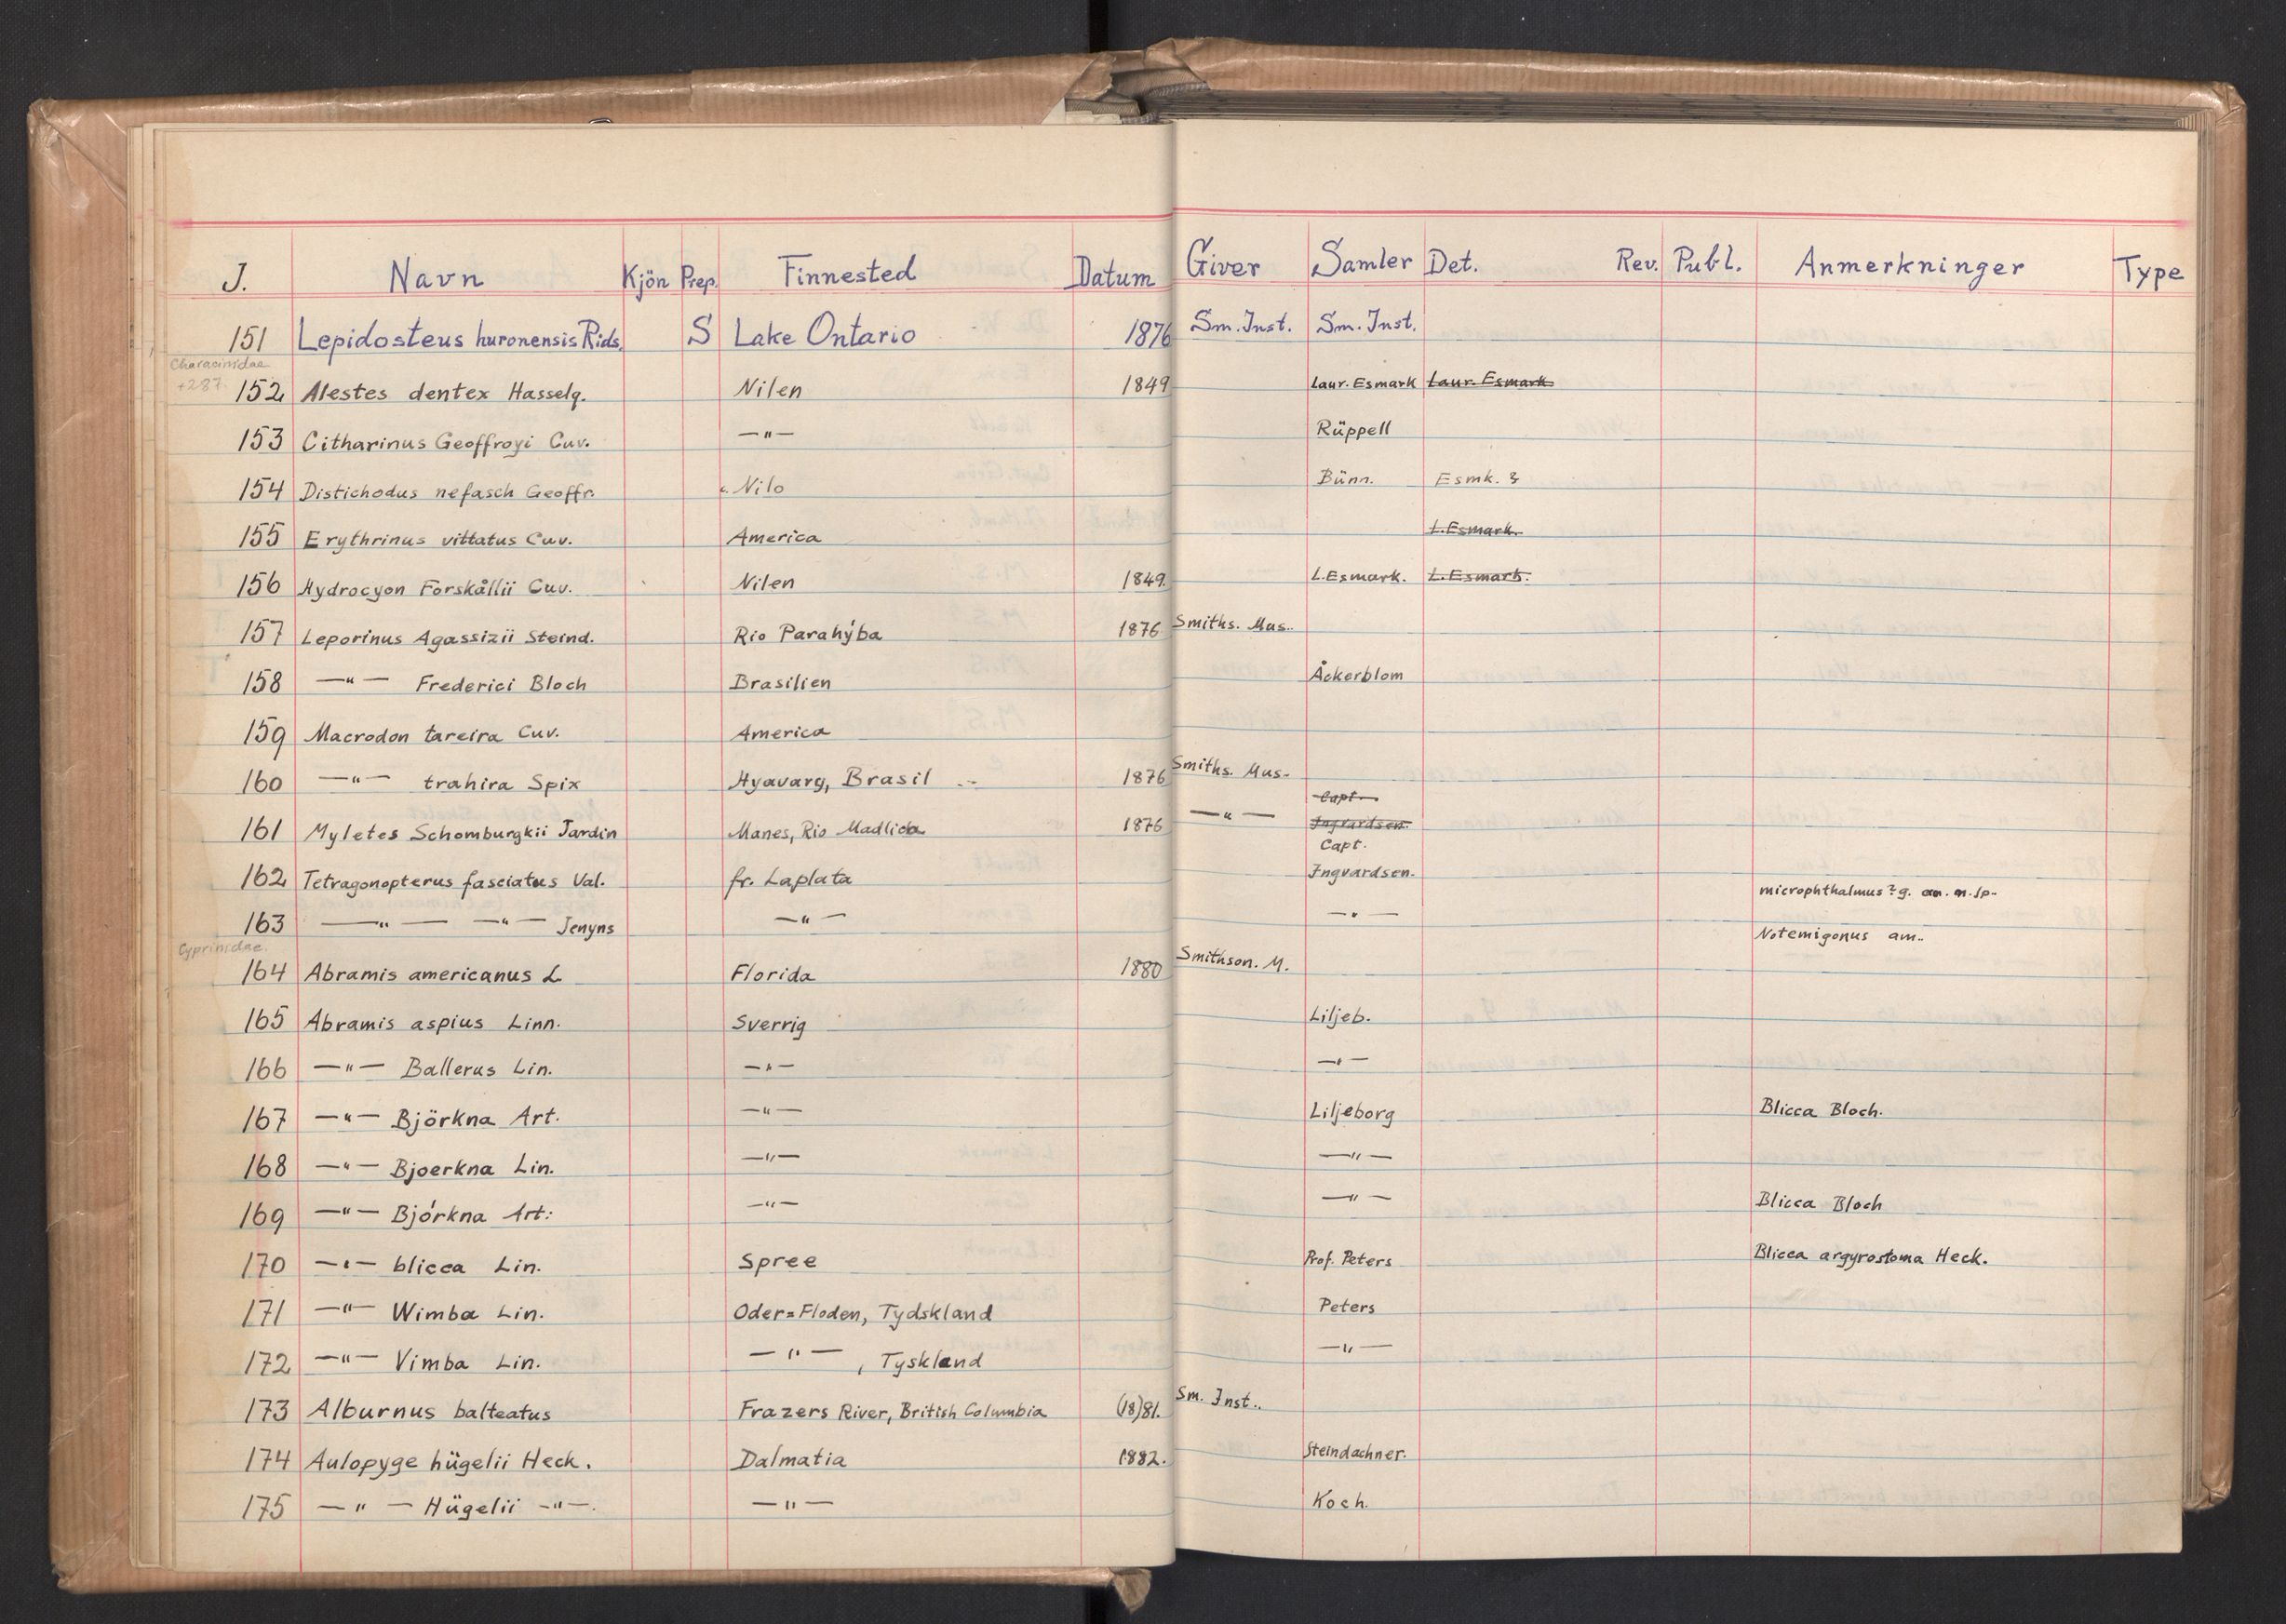 J. Navn Kjön Prep. Finnested Datum Giver Samler Det. Rev. Publ. Anmerkninger Type
151 Lepidosteus huronensis Rids. S Lake Ontario 1876 Sm. Inst. Sm. Inst.
Characinidae
+287.
152 Alestes dentex Hasselq. Nilen 1849 Laur. Esmark Laur. Esmark
153 Citharinus Geoffroyi Cuv. —"— Rüppell
154 Distichodus nefasch Geoffr. Nilo Bünn. Esmk. &
155 Erythrinus vittatus Cuv. America L. Esmark.
156 Hydrocyon Forskållii Cuv. Nilen 1849. L. Esmark. L. Esmark.
157 Leporinus Agassizii Steind. Rio Parahýba 1876 Smiths. Mus..
158 —"— Frederici Bloch Brasilien Åckerblom
159 Macrodon tareira Cuv. America
160 —"— trahira Spix Hyavarg, Brasil 1876 Smiths. Mus.
Capt.
161 Myletes Schomburgkii Jardin Manes, Rio Madlica 1876 —"— Ingvardsen.
Capt.
162 Tetragonopterus fasciatus Val. fr. Laplata Ingvardsen. microphthalmus? g. an. n. sp.
163 —"— —"— Jenyns —"— —"—
Cyprinidae.
164 Abramis americanus L Florida 1880 Smithson. M. Notemigonus am..
165 Abramis aspius Linn. Sverrig Liljeb.
166 —"— Ballerus Lin. —"— —"—
167 —"— Björkna Art. —"— Liljeborg Blicca Bloch.
168 —"— Bjoerkna Lin. —"— —"—
169 —"— Bjórkna Art: —"— —"— Blicca Bloch
170 —"— blicca Lin. Spree Prof. Peters Blicca argyrostoma Heck.
171 —"— Wimba Lin. Oder=Floden, Tydskland Peters
172 —"— Vimba Lin. —"—, Tyskland —"—
173 Alburnus balteatus Frazers River, British Columbia (18)81. Sm. Inst..
174 Aulopyge hügelii Heck. Dalmatia 1882. Steindachner.
175 —"— Hügelii —"—. —"— Koch.